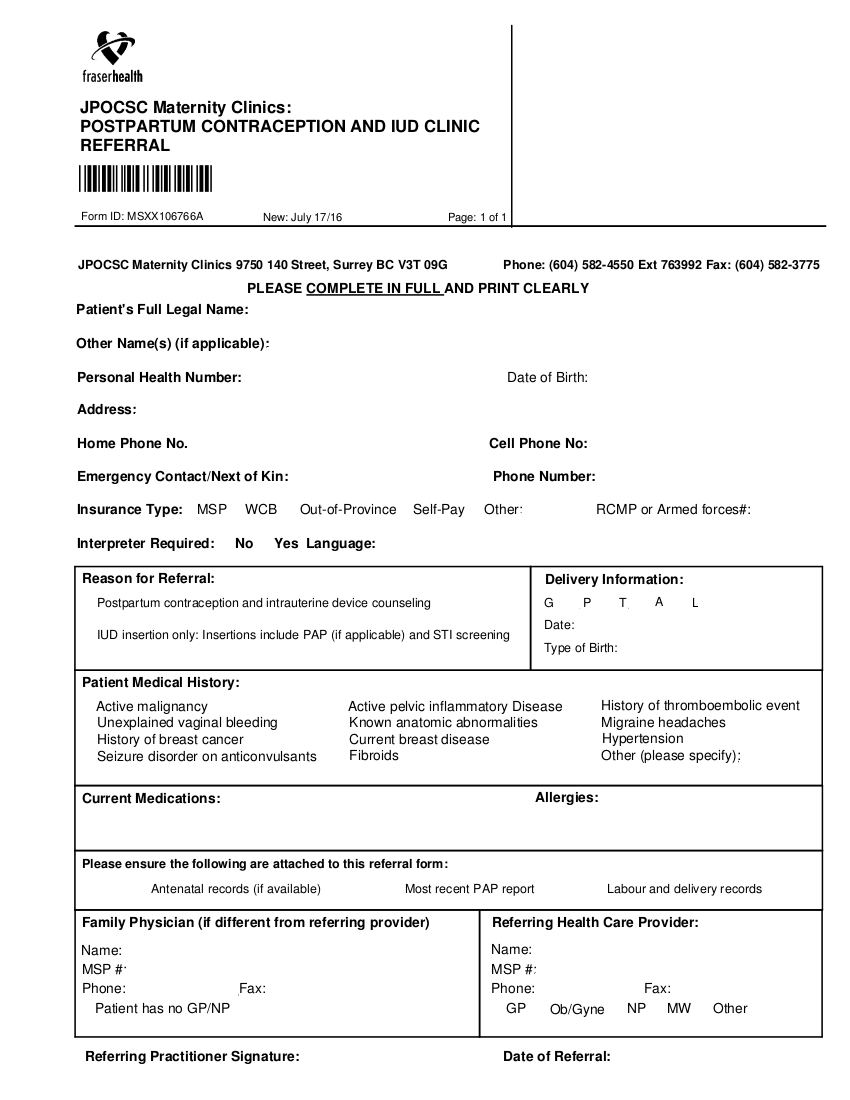 fraserhealth
JPOCSC Maternity Clinics:
POSTPARTUM CONTRACEPTION AND IUD CLINIC
REFERRAL
Form ID: MSXX106766A New: July 17/16 Page: 1 of 1
JPOCSC Maternity Clinics 9750 140 Street, Surrey BC V3T 09G Phone: (604) 582-4550 Ext 763992 Fax: (604) 582-3775
PLEASE COMPLETE IN FULL AND PRINT CLEARLY
Patient's Full Legal Name:
Other Name(s) (if applicable):
Personal Health Number: Date of Birth:
Address:
Home Phone No. Cell Phone No:
Emergency Contact/Next of Kin: Phone Number:
Insurance Type: MSP WCB Out-of-Province Self-Pay Other: RCMP or Armed forces#:
Interpreter Required: No Yes Language:
Reason for Referral: Delivery Information:
Postpartum contraception and intrauterine device counseling G P T A L
Date:
IUD insertion only: Insertions include PAP (if applicable) and STI screening
Type of Birth:
Patient Medical History:
Active malignancy Active pelvic inflammatory Disease History of thromboembolic event
Unexplained vaginal bleeding Known anatomic abnormalities Migraine headaches
History of breast cancer Current breast disease Hypertension
Seizure disorder on anticonvulsants Fibroids Other (please specify);
Current Medications: Allergies:
Please ensure the following are attached to this referral form:
Antenatal records (if available) Most recent PAP report Labour and delivery records
Family Physician (if different from referring provider) Referring Health Care Provider:
Name: Name:
MSP #: MSP #:
Phone: Fax: Phone: Fax:
Patient has no GP/NP GP Ob/Gyne NP MW Other
Referring Practitioner Signature: Date of Referral: